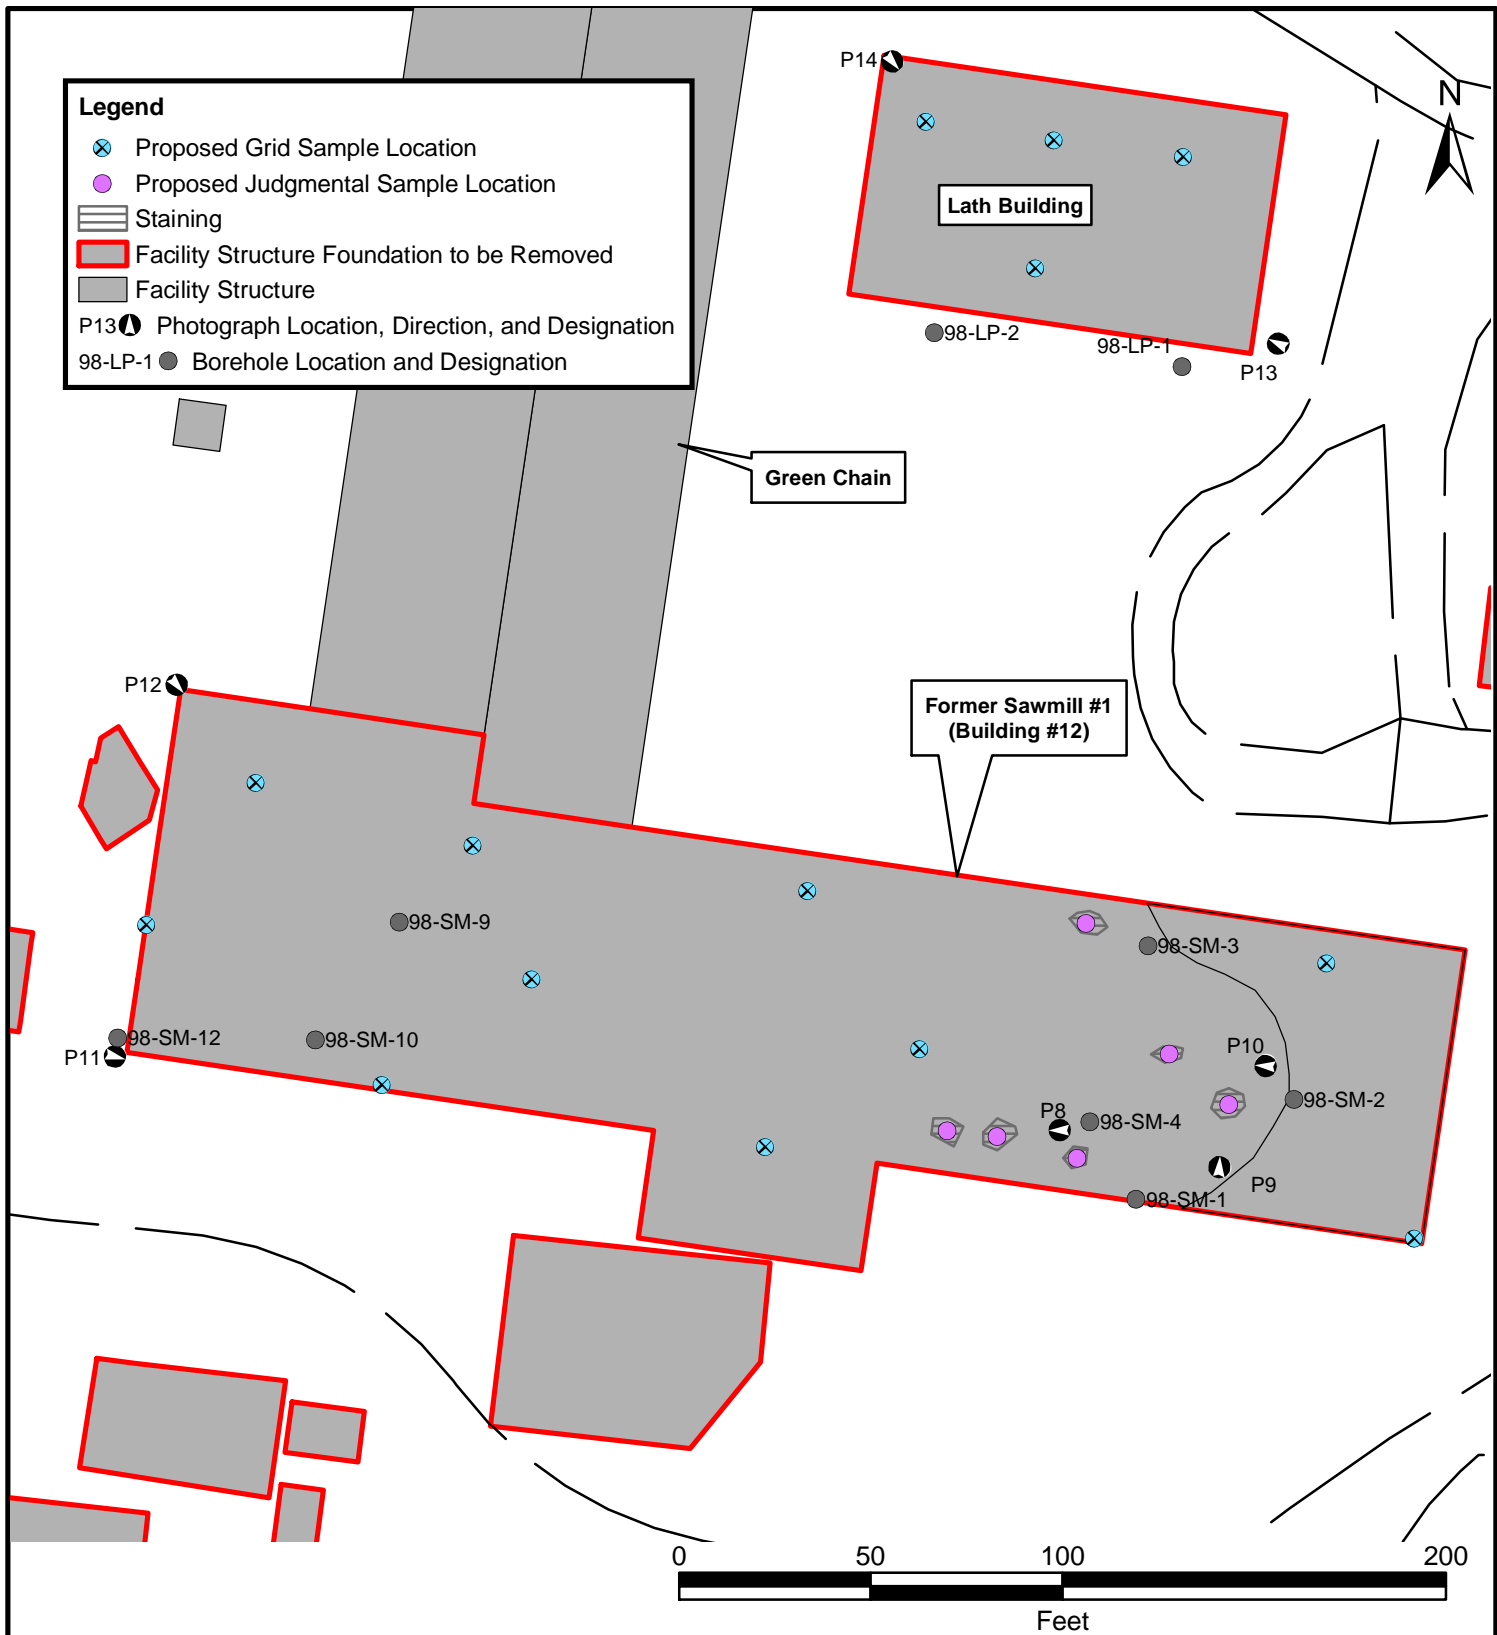 P14
N
Legend
Proposed Grid Sample Location
Proposed Judgmental Sample Location
Staining
Facility Structure Foundation to be Removed
Facility Structure
P13 Photograph Location, Direction, and Designation
98-LP-1 Borehole Location and Designation
Lath Building
98-LP-2
98-LP-1
P13
Green Chain
P12
Former Sawmill #1
(Building #12)
98-SM-9
98-SM-3
98-SM-12
P11
98-SM-10
P10
98-SM-2
P8
98-SM-4
P9
98-SM-1
0 50 100 200
Feet